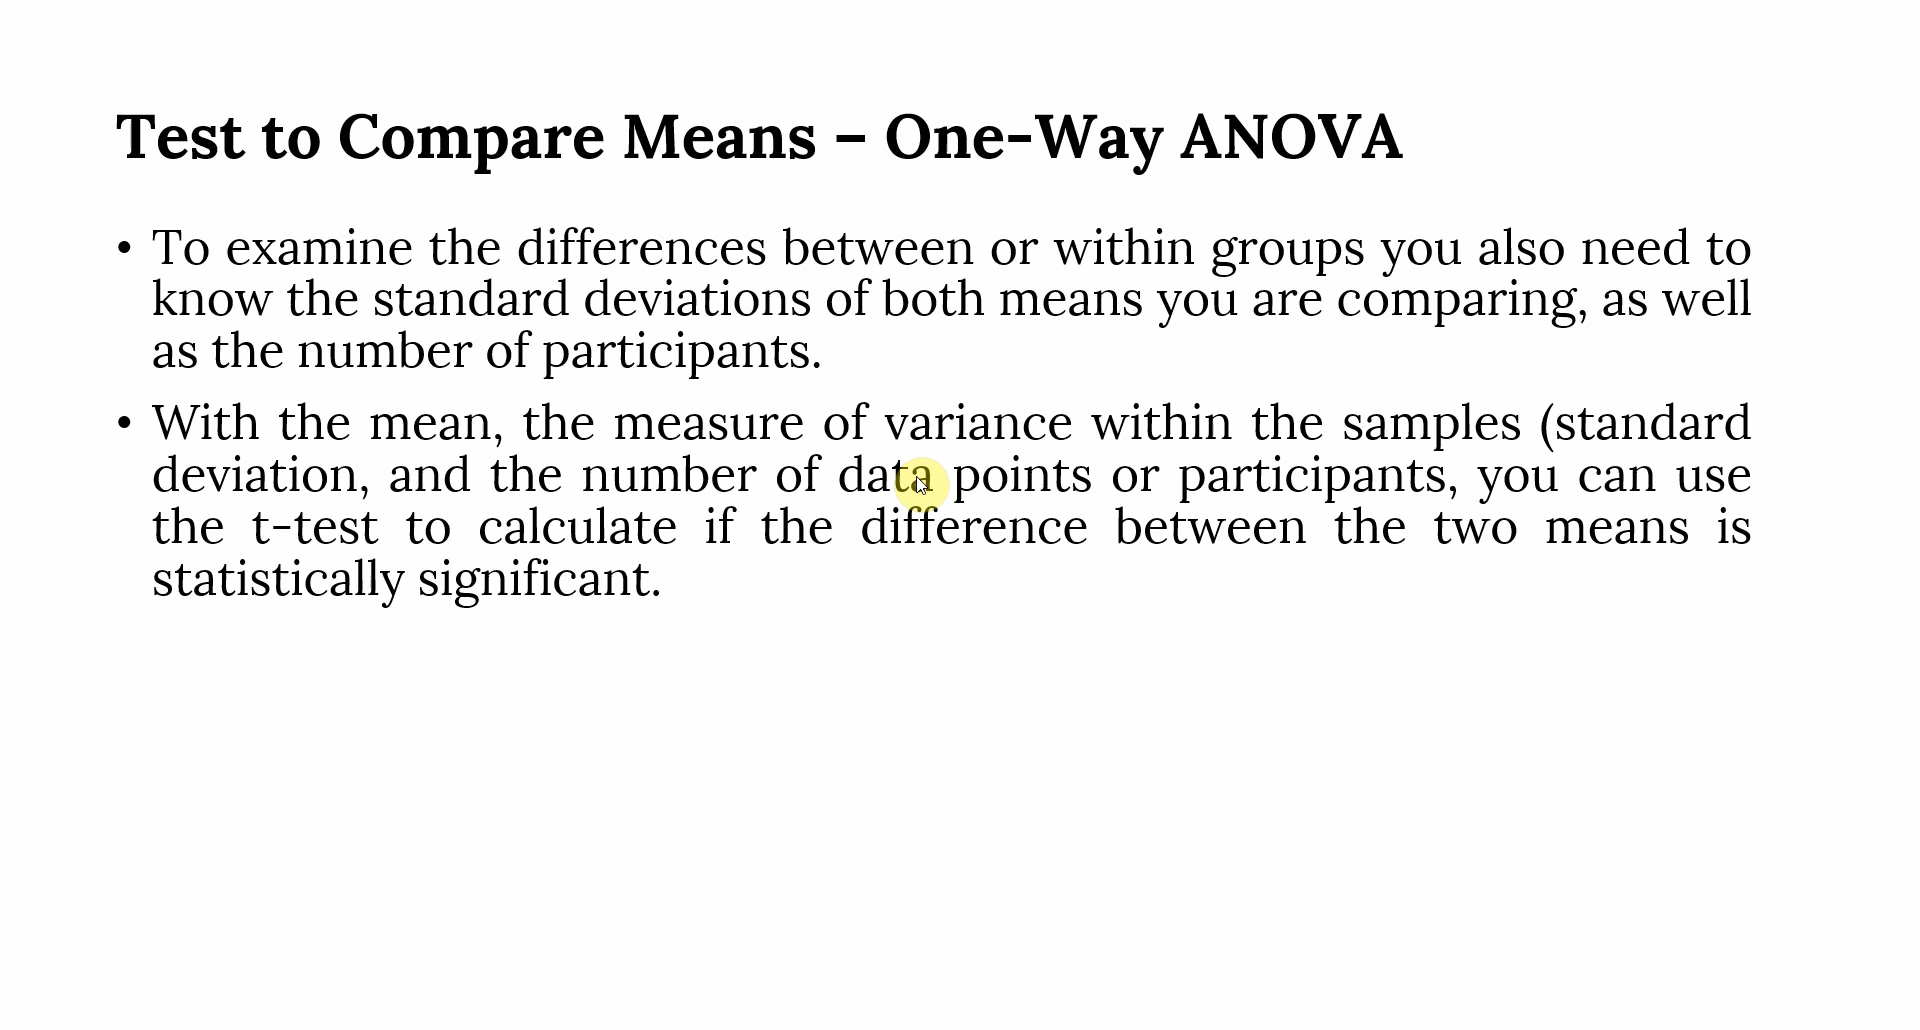 Test to Compare Means – One-Way ANOVA
• To examine the differences between or within groups you also need to
know the standard deviations of both means you are comparing, as well
as the number of participants.
• With the mean, the measure of variance within the samples (standard
deviation, and the number of data points or participants, you can use
the t-test to calculate if the difference between the two means is
statistically significant.